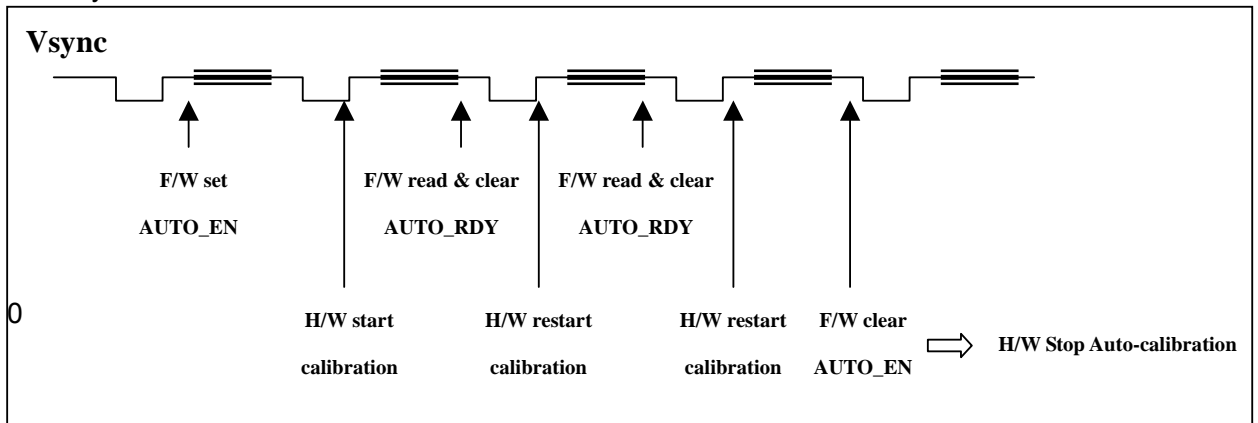 Vsync
F/W set
AUTO_EN
F/W read & clear
AUTO_RDY
F/W read & clear
AUTO_RDY
0
H/W start
calibration
H/W restart
calibration
H/W restart
calibration
F/W clear
AUTO_EN
H/W Stop Auto-calibration